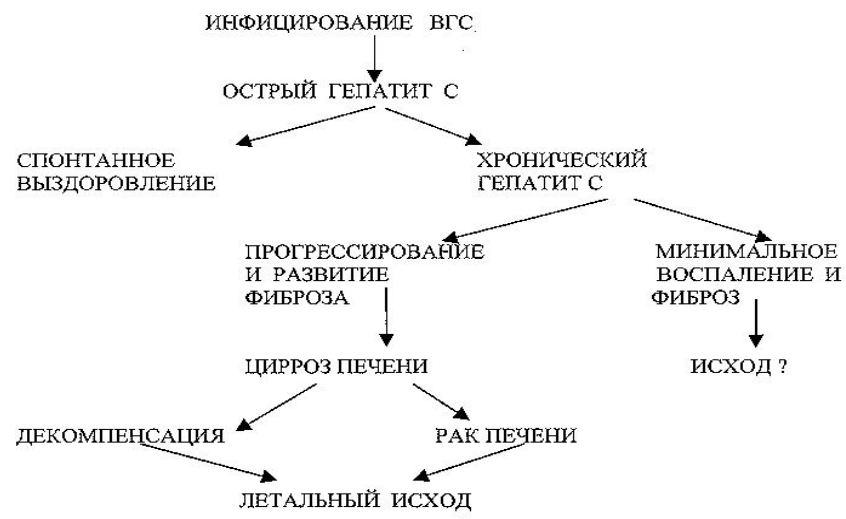 ИНФИЦИРОВАНИЕ ВГС
ОСТРЫЙ ГЕПАТИТ С
СПОНТАННОЕ
ВЫЗДОРОВЛЕНИЕ
ХРОНИЧЕСКИЙ
ГЕПАТИТ С
ПРОГРЕССИРОВАНИЕ
И РАЗВИТИЕ
ФИБРОЗА
МИНИМАЛЬНОЕ
ВОСПАЛЕНИЕ И
ФИБРОЗ
ЦИРРОЗ ПЕЧЕНИ
ИСХОД ?
ДЕКОМПЕНСАЦИЯ
РАК ПЕЧЕНИ
ЛЕТАЛЬНЫЙ ИСХОД